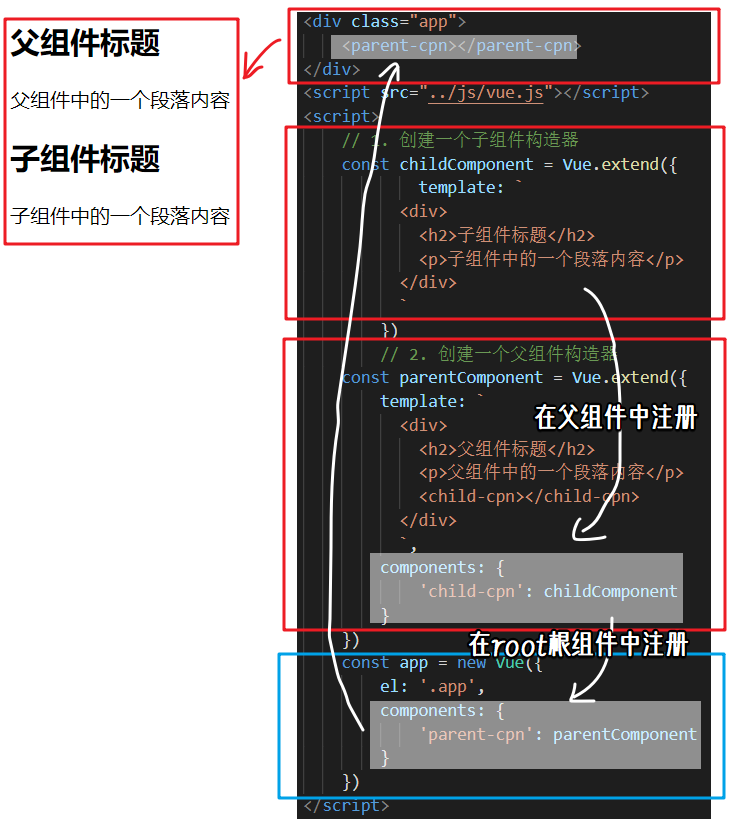 父组件标题
父组件中的一个段落内容
子组件标题
子组件中的一个段落内容
<div class="app">
<parent-cpn></parent-cpn>
</div>
<script src="../js/vue.js"></script>
<script>
// 1. 创建一个子组件构造器
const childComponent = Vue.extend({
template: `
<div>
<h2>子组件标题</h2>
<p>子组件中的一个段落内容</p>
</div>
`
})
// 2. 创建一个父组件构造器
const parentComponent = Vue.extend({
template: `
在父组件中注册
<div>
<h2>父组件标题</h2>
<p>父组件中的一个段落内容</p>
<child-cpn></child-cpn>
</div>
`,
components: {
'child-cpn': childComponent
}
})
在root根组件中注册
const app = new Vue({
el: '.app',
components: {
'parent-cpn': parentComponent
}
})
</script>